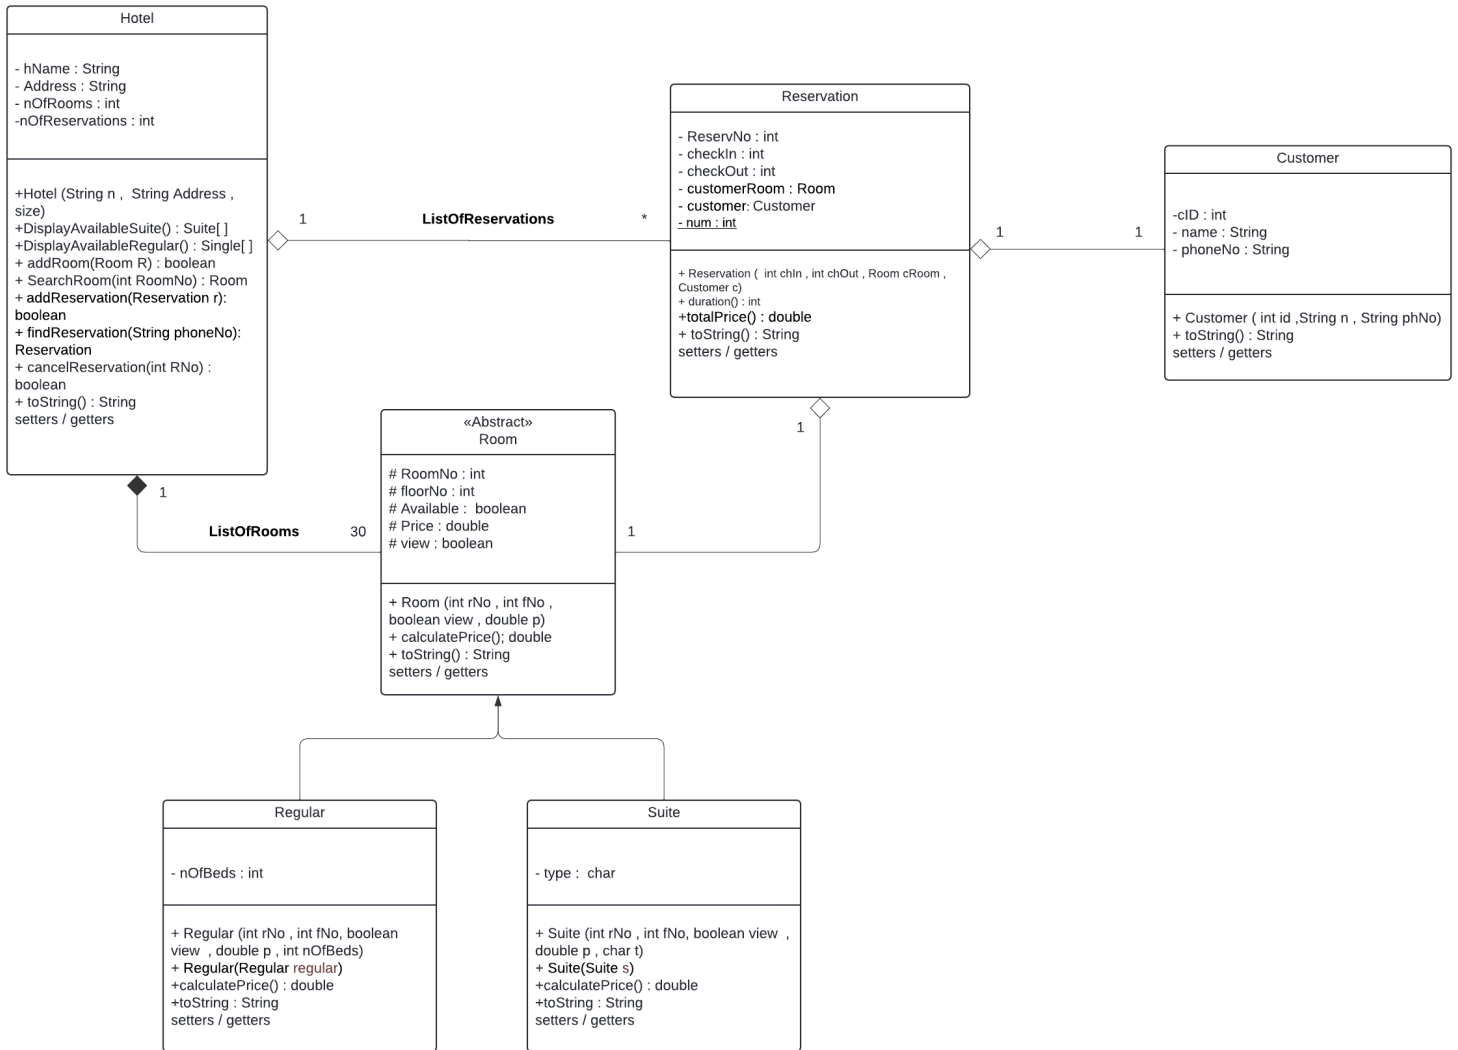 Hotel
- hName : String
- Address : String
- nOfRooms : int
-nOfReservations : int
+Hotel (String n ,  String Address ,
size)
+DisplayAvailableSuite() : Suite[ ]
+DisplayAvailableRegular() : Single[ ]
+ addRoom(Room R) : boolean
+ SearchRoom(int RoomNo) : Room
+ addReservation(Reservation r):
boolean
+ findReservation(String phoneNo):
Reservation
+ cancelReservation(int RNo) :
boolean
+ toString() : String
setters / getters
1
ListOfReservations
*
Reservation
- ReservNo : int
- checkIn : int
- checkOut : int
- customerRoom : Room
- customer: Customer
- num : int
+ Reservation (  int chIn , int chOut , Room cRoom ,
Customer c)
+ duration() : int
+totalPrice() : double
+ toString() : String
setters / getters
1
1
Customer
-cID : int
- name : String
- phoneNo : String
+ Customer ( int id ,String n , String phNo)
+ toString() : String
setters / getters
1
1
1
ListOfRooms
30
«Abstract»
Room
# RoomNo : int
# floorNo : int
# Available :  boolean
# Price : double
# view : boolean
+ Room (int rNo , int fNo ,
boolean view , double p)
+ calculatePrice(); double
+ toString() : String
setters / getters
Regular
- nOfBeds : int
+ Regular (int rNo , int fNo, boolean
view  , double p , int nOfBeds)
+ Regular(Regular regular)
+calculatePrice() : double
+toString : String
setters / getters
Suite
- type :  char
+ Suite (int rNo , int fNo, boolean view  ,
double p , char t)
+ Suite(Suite s)
+calculatePrice() : double
+toString : String
setters / getters